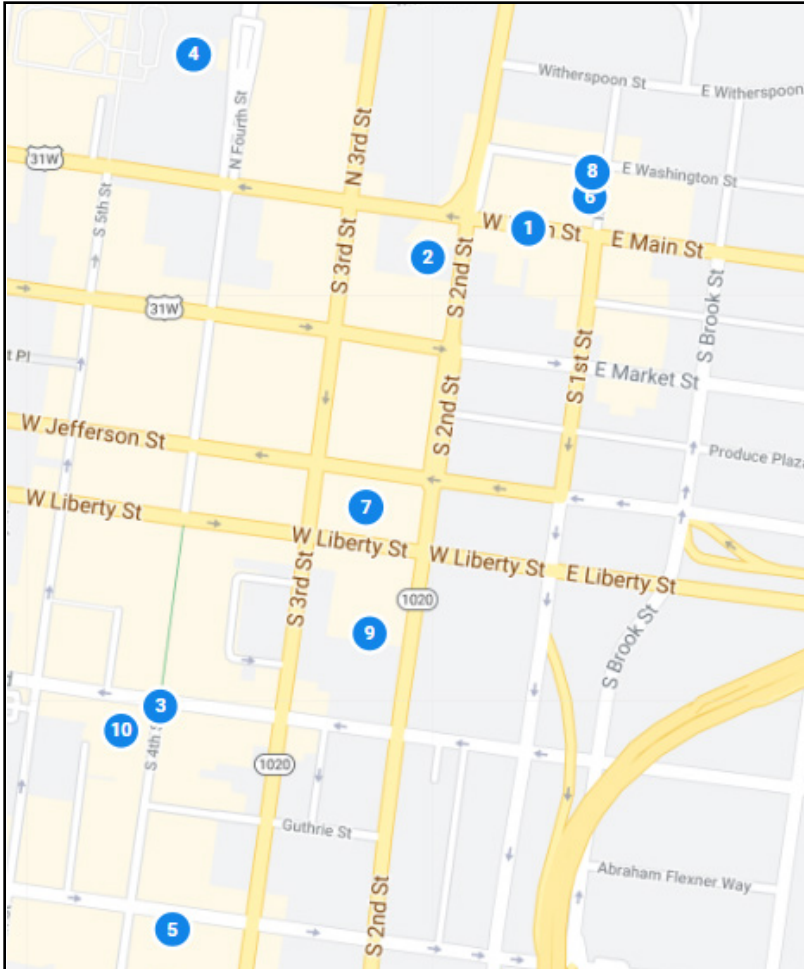 4
Witherspoon St
E Witherspoon
N Fourth St
N 3rd St
31W
8
E Washington St
6
S 5th St
W
1
n St
E Main St
2
S 3rd St
S 2nd St
31W
S Brook St
t Pl
S 1st St
E Market St
S 2nd St
W Jefferson St
Produce Plaza
W Liberty St
7
W Liberty St
W Liberty St
E Liberty St
S 3rd St
1020
9
S Brook St
3
10
S 4th S
1020
Guthrie St
Abraham Flexner Way
5
S 2nd St